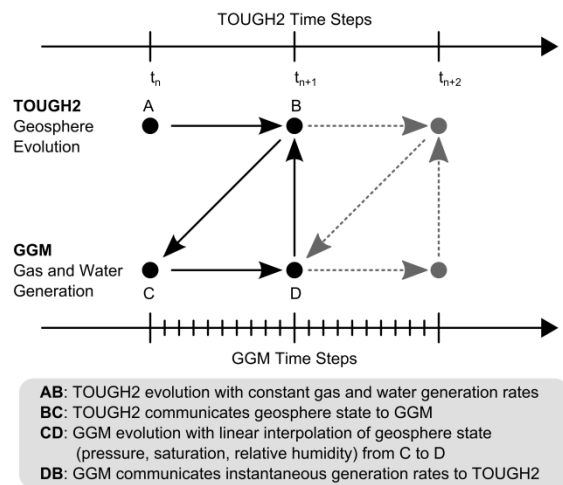 TOUGH2 Time Steps
tn
tn+1
tn+2
TOUGH2
Geosphere
Evolution
A
B
GGM
Gas and Water
Generation
C
D
GGM Time Steps
AB: TOUGH2 evolution with constant gas and water generation rates
BC: TOUGH2 communicates geosphere state to GGM
CD: GGM evolution with linear interpolation of geosphere state
(pressure, saturation, relative humidity) from C to D
DB: GGM communicates instantaneous generation rates to TOUGH2